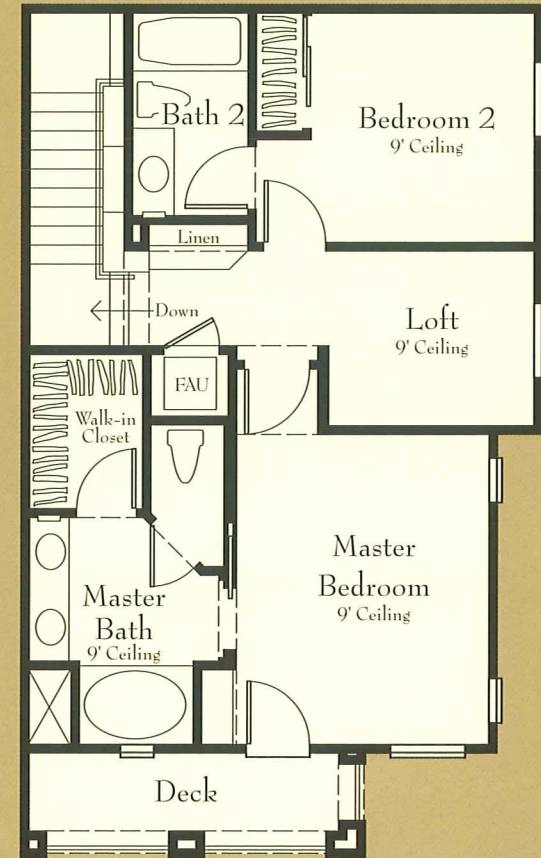 Bath 2
Bedroom 2
9' Ceiling
Linen
Down
Loft
9' Ceiling
FAU
Walk-in
Closet
Master
Bedroom
9' Ceiling
Master
Bath
9' Ceiling
Deck